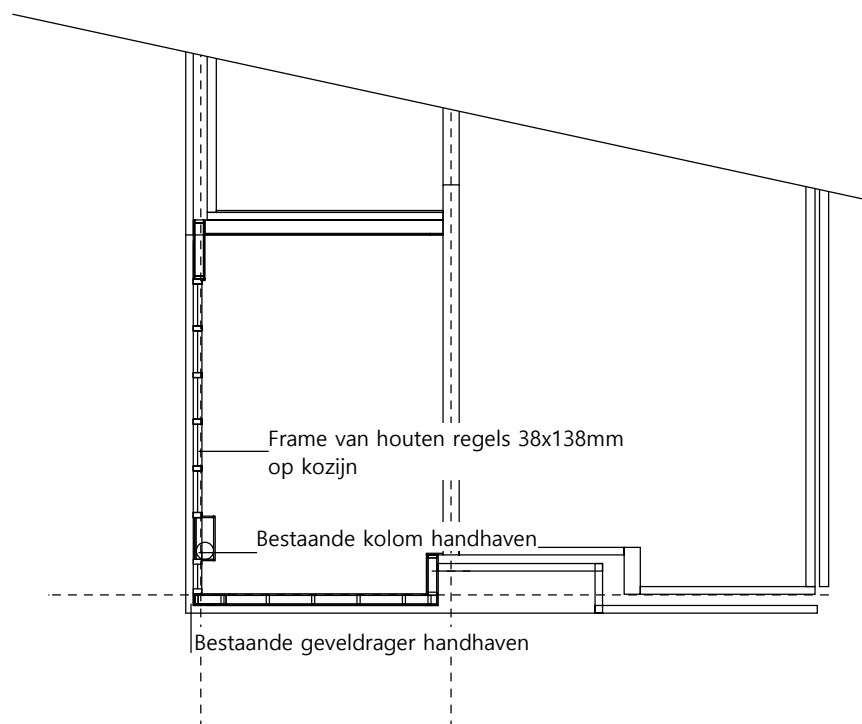 Frame van houten regels 38x138mm
op kozijn
Bestaande kolom handhaven
Bestaande geveldrager handhaven